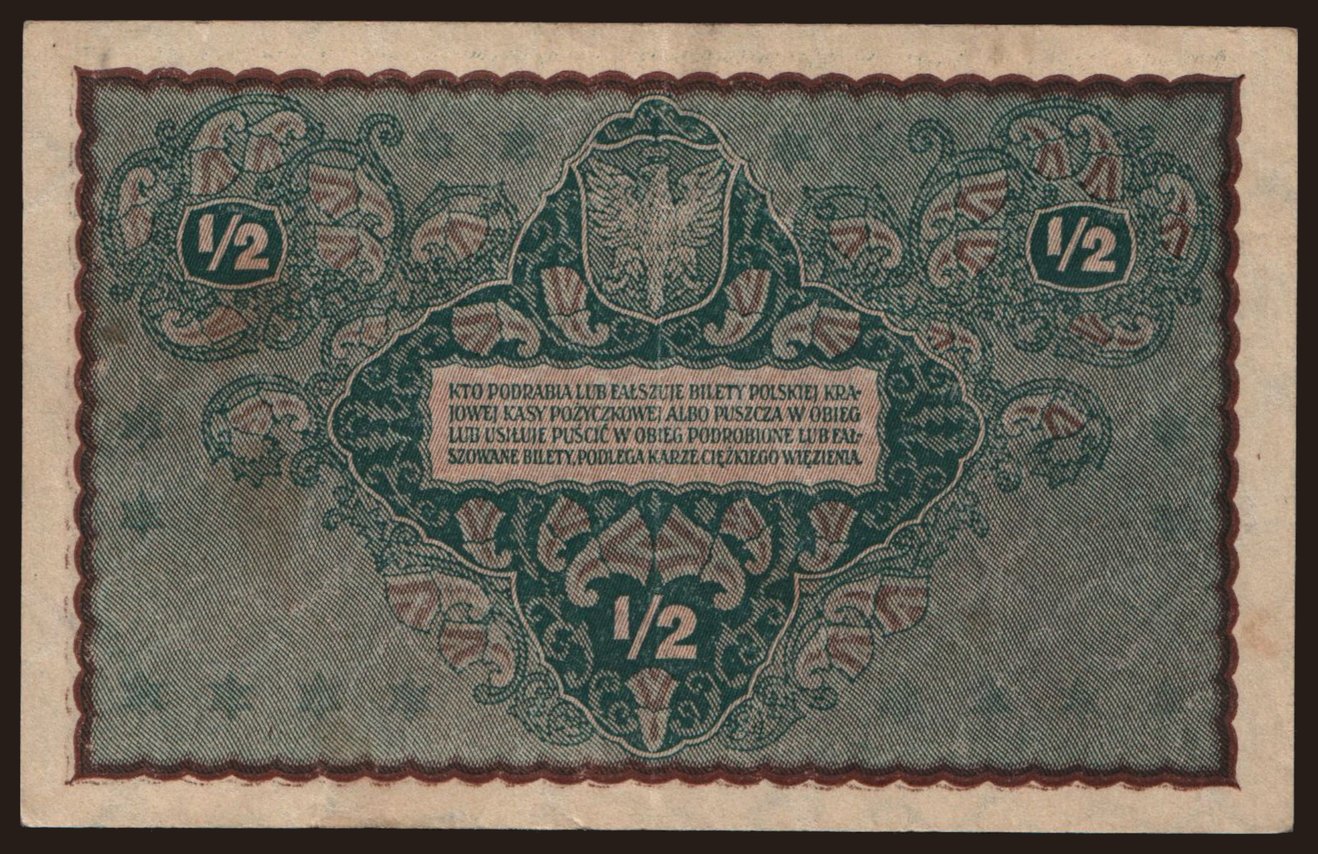 1/2
1/2
KTO PODRABIA LUB FAŁSZUJE BILETY POLSKIEJ KRA-
JOWEJ KASY POŻYCZKOWEJ ALBO PUSZCZA W OBIEG
LUB USIŁUJE PUŚCIĆ W OBIEG PODROBIONE LUB FAŁ-
SZOWANE BILETY, PODLEGA KARZE CIĘŻKIEGO WIĘZIENIA.
1/2